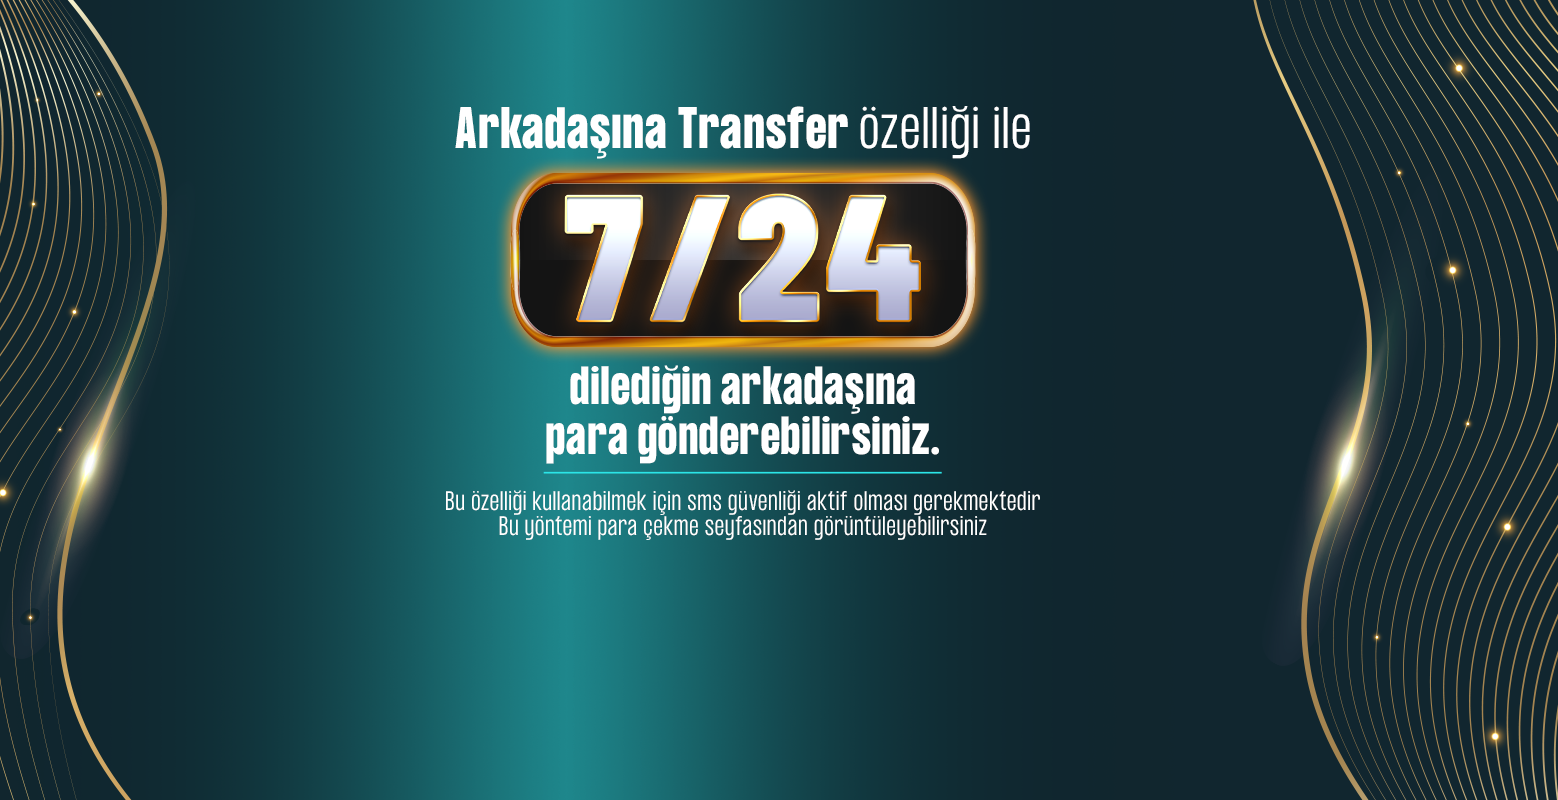 Arkadaşına Transfer özelliği ile
7/24
dilediğin arkadaşına
para gönderebilirsiniz.
Bu özelliği kullanabilmek için sms güvenliği aktif olması gerekmektedir
Bu yöntemi para çekme seyfasından görüntüleyebilirsiniz